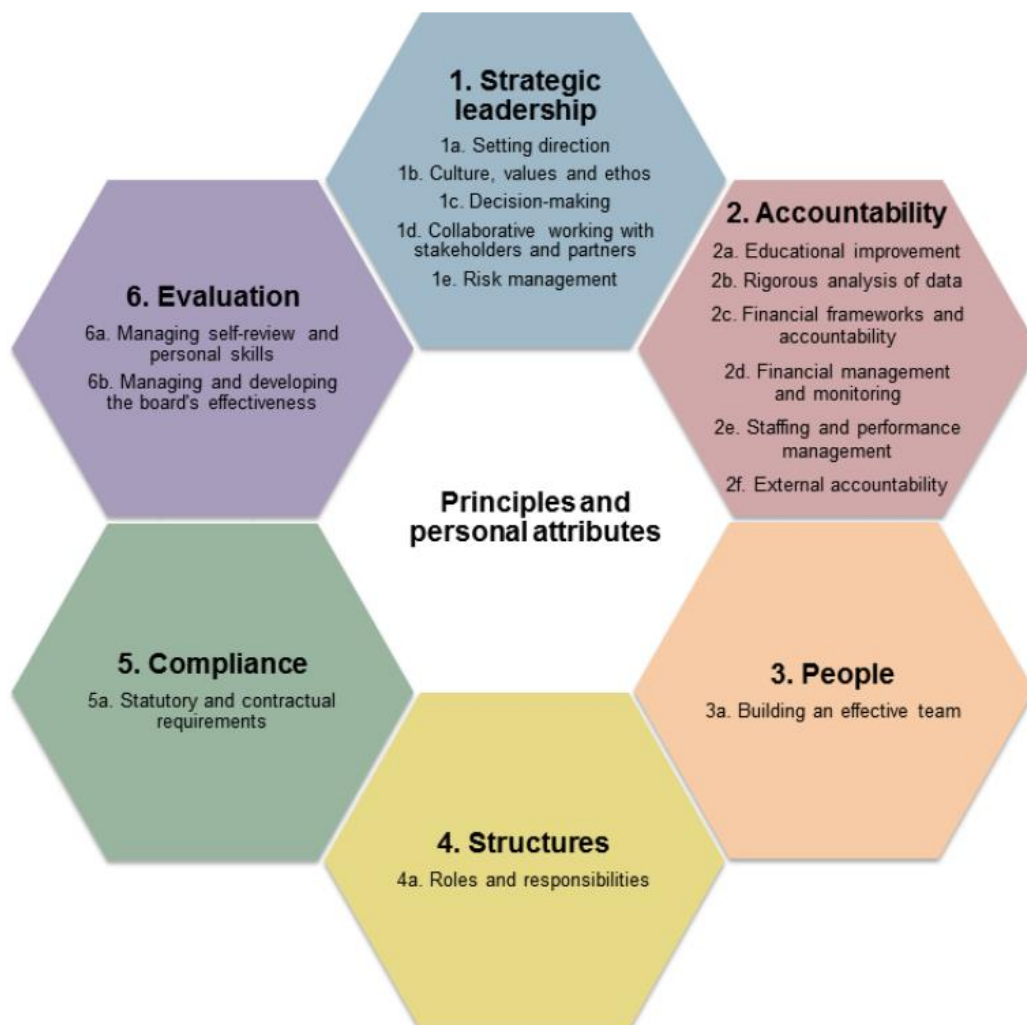 1. Strategic
leadership
1a. Setting direction
1b. Culture, values and ethos
1c. Decision-making
1d. Collaborative working with
stakeholders and partners
1e. Risk management
2. Accountability
2a. Educational improvement
2b. Rigorous analysis of data
2c. Financial frameworks and
accountability
2d. Financial management
and monitoring
2e. Staffing and performance
management
2f. External accountability
3. People
3a. Building an effective team
4. Structures
4a. Roles and responsibilities
5. Compliance
5a. Statutory and contractual
requirements
6. Evaluation
6a. Managing self-review and
personal skills
6b. Managing and developing
the board's effectiveness
Principles and
personal attributes